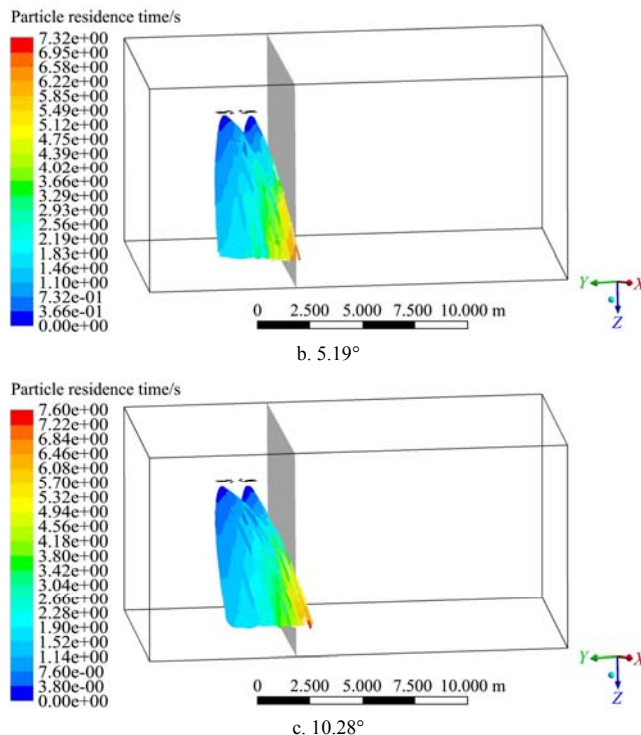 Particle residence time/s
7.32e+00
6.95e+00
6.58e+00
6.22e+00
5.85e+00
5.49e+00
5.12e+00
4.75e+00
4.39e+00
4.02e+00
3.66e+00
3.29e+00
2.93e+00
2.56e+00
2.19e+00
1.83e+00
1.46e+00
1.10e+00
7.32e-01
3.66e-01
0.00e+00
0 2.500 5.000 7.500 10.000 m
Y X
Z
b. 5.19°
Particle residence time/s
7.60e+00
7.22e+00
6.84e+00
6.46e+00
6.08e+00
5.70e+00
5.32e+00
4.94e+00
4.56e+00
4.18e+00
3.80e+00
3.42e+00
3.04e+00
2.66e+00
2.28e+00
1.90e+00
1.52e+00
1.14e+00
7.60e-00
3.80e-00
0.00e+00
0 2.500 5.000 7.500 10.000 m
Y X
Z
c. 10.28°